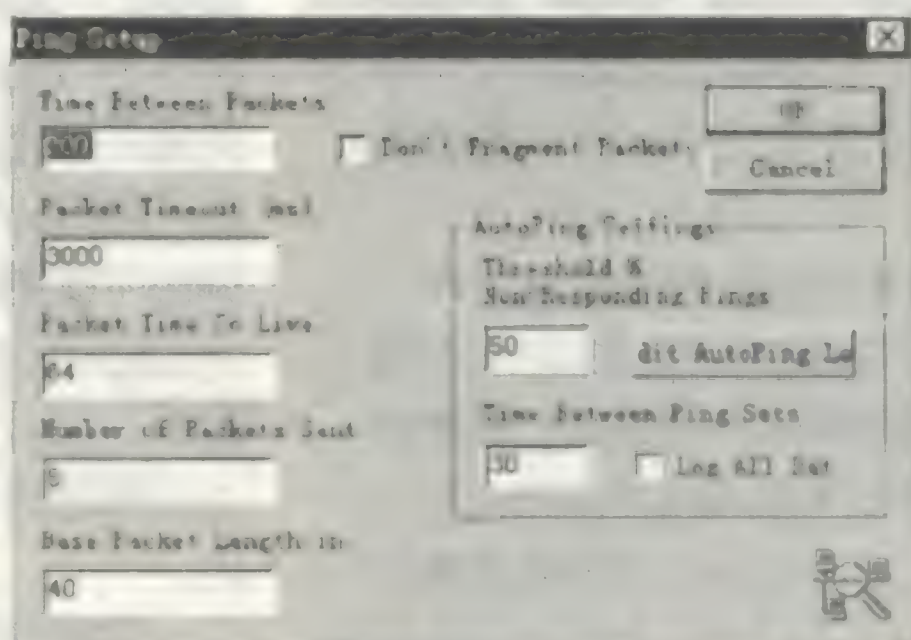 Ping Setup
Time Between Packets
Don't Fragment Packets
OK
Cancel
Packet Timeout (ms)
3000
AutoPing Settings
Threshold %
Non Responding Pings
50
dit AutoPing Lo
Packet Time To Live
64
Number of Packets Sent
5
Time Between Ping Sets
30
Log All Dat
Base Packet Length in
40